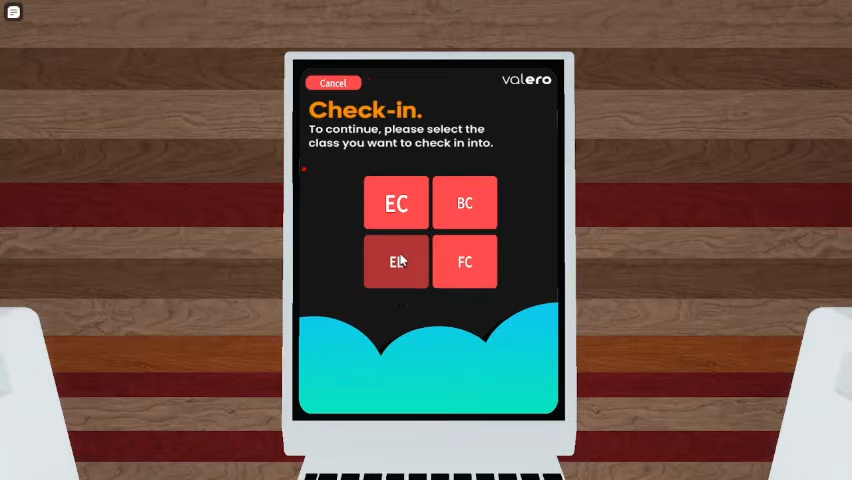 Cancel
valero
Check-in.
To continue, please select the
class you want to check in into.
EC
BC
FC